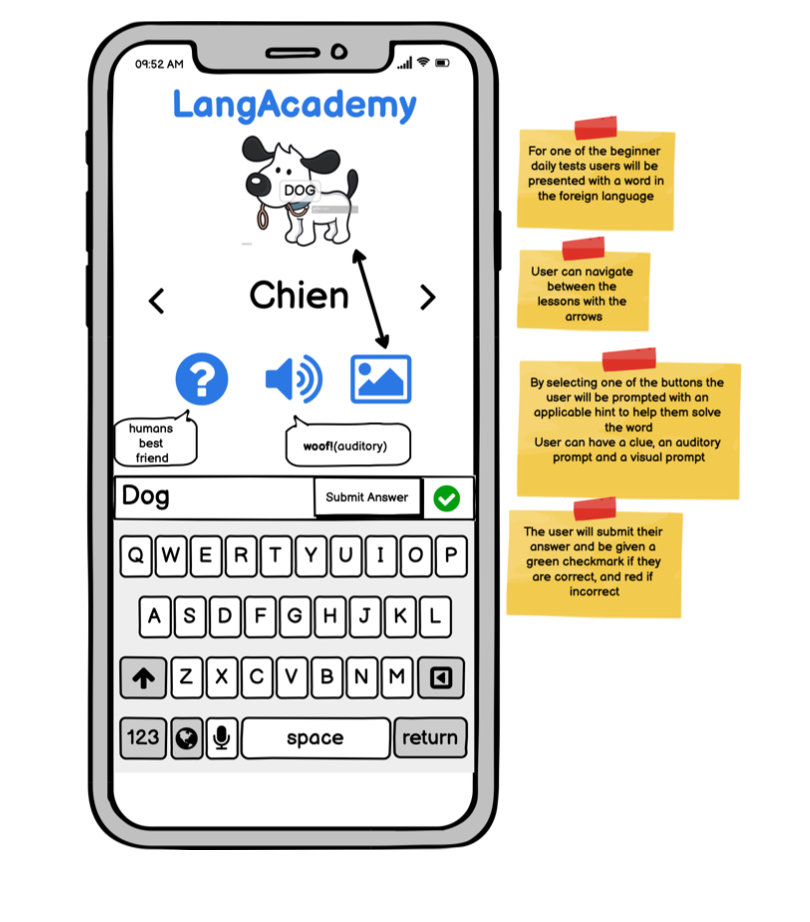 09:52 AM
LangAcademy
DOG
Chien
?
humans
best
friend
woof!(auditory)
Dog
Submit Answer
Q W E R T Y U I O P
A S D F G H J K L
Z X C V B N M
123 space return
For one of the beginner
daily tests users will be
presented with a word in
the foreign language
User can navigate
between the
lessons with the
arrows
By selecting one of the buttons the
user will be prompted with an
applicable hint to help them solve
the word
User can have a clue, an auditory
prompt and a visual prompt
The user will submit their
answer and be given a
green checkmark if they
are correct, and red if
incorrect